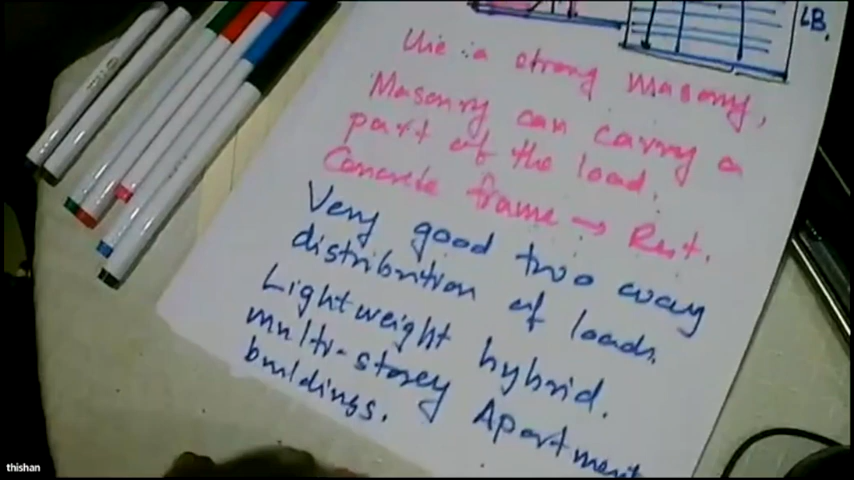 LB.
Use a strong masonry,
Masonry can carry a
part of the load.
Concrete frame → Rest.
Very good two way
distribution of loads.
Lightweight hybrid.
multi-storey Apartment
buildings.
thishan